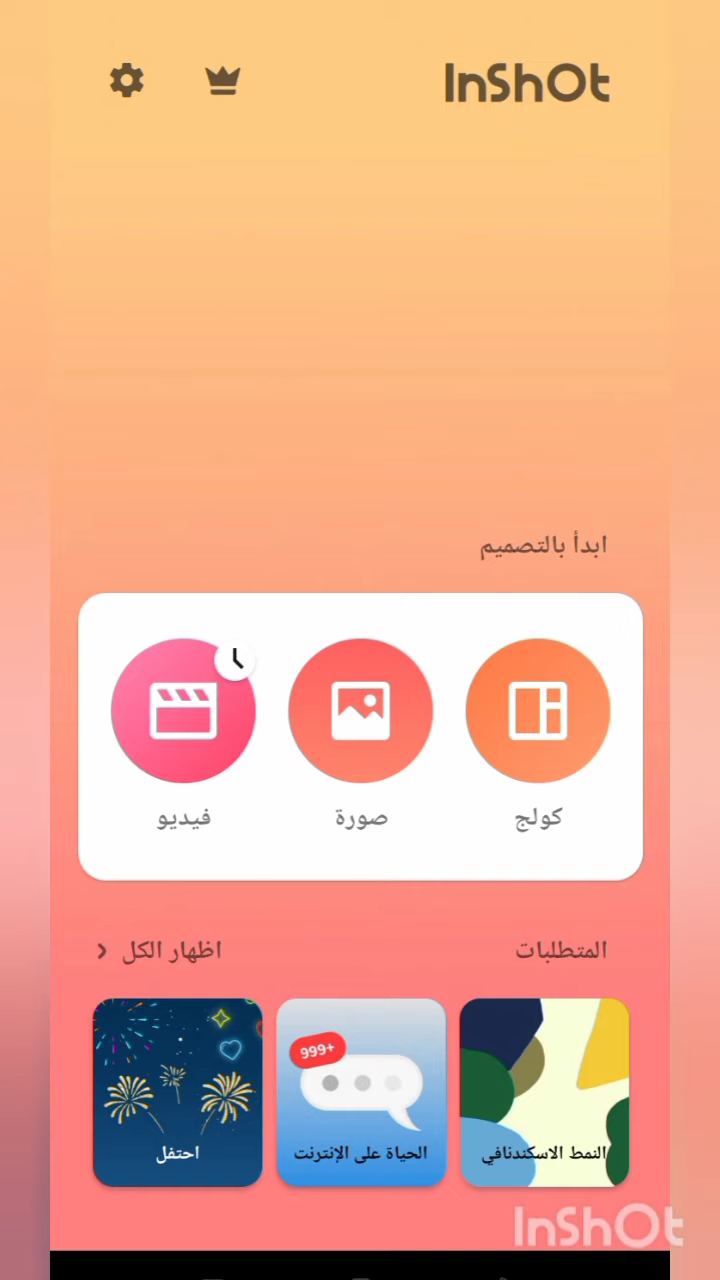 InShOt
ابدأ بالتصميم
كولج
صورة
فيديو
المتطلبات
اظهار الكل
النمط الاسكندنافي
999+
الحياة على الإنترنت
احتفل
InShOt